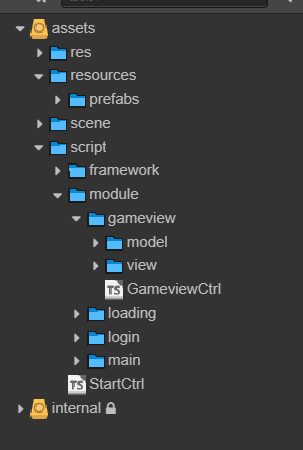 assets
res
resources
prefabs
scene
script
framework
module
gameview
model
view
TS GameviewCtrl
loading
login
main
TS StartCtrl
internal